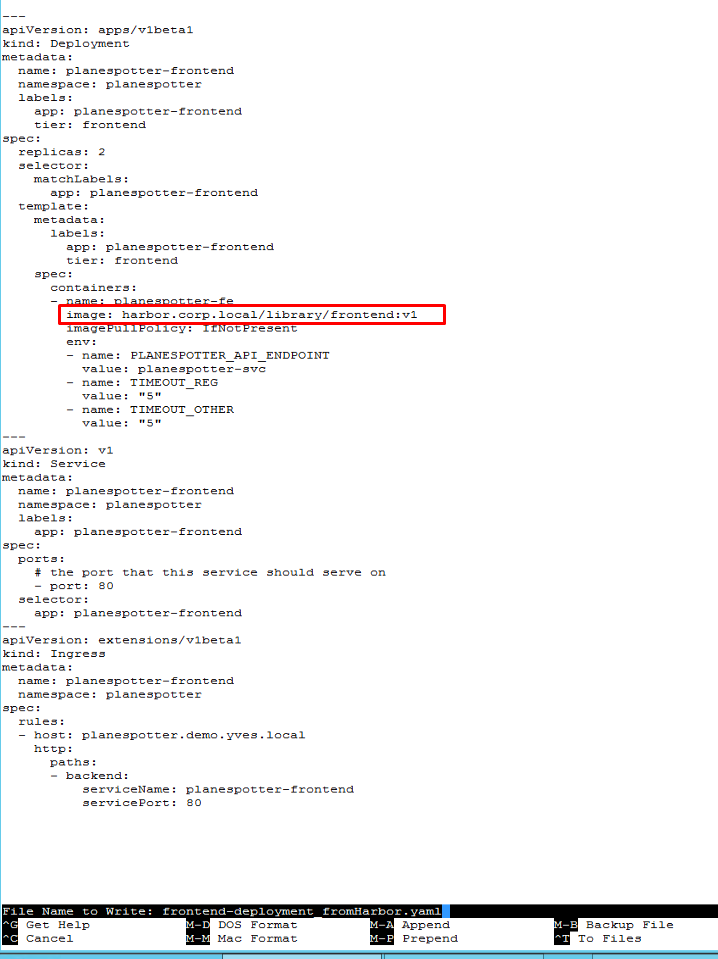 ---
apiVersion: apps/v1beta1
kind: Deployment
metadata:
  name: planespotter-frontend
  namespace: planespotter
  labels:
    app: planespotter-frontend
    tier: frontend
spec:
  replicas: 2
  selector:
    matchLabels:
      app: planespotter-frontend
  template:
    metadata:
      labels:
        app: planespotter-frontend
        tier: frontend
    spec:
      containers:
      - name: planespotter-fe
        image: harbor.corp.local/library/frontend:v1
        imagePullPolicy: IfNotPresent
        env:
        - name: PLANESPOTTER_API_ENDPOINT
          value: planespotter-svc
        - name: TIMEOUT_REG
          value: "5"
        - name: TIMEOUT_OTHER
          value: "5"
---
apiVersion: v1
kind: Service
metadata:
  name: planespotter-frontend
  namespace: planespotter
  labels:
    app: planespotter-frontend
spec:
  ports:
    # the port that this service should serve on
    - port: 80
  selector:
    app: planespotter-frontend
---
apiVersion: extensions/v1beta1
kind: Ingress
metadata:
  name: planespotter-frontend
  namespace: planespotter
spec:
  rules:
  - host: planespotter.demo.yves.local
    http:
      paths:
      - backend:
          serviceName: planespotter-frontend
          servicePort: 80
File Name to Write: frontend-deployment_fromHarbor.yaml
^G Get Help M-D DOS Format M-A Append M-B Backup File
^C Cancel M-M Mac Format M-P Prepend ^T To Files